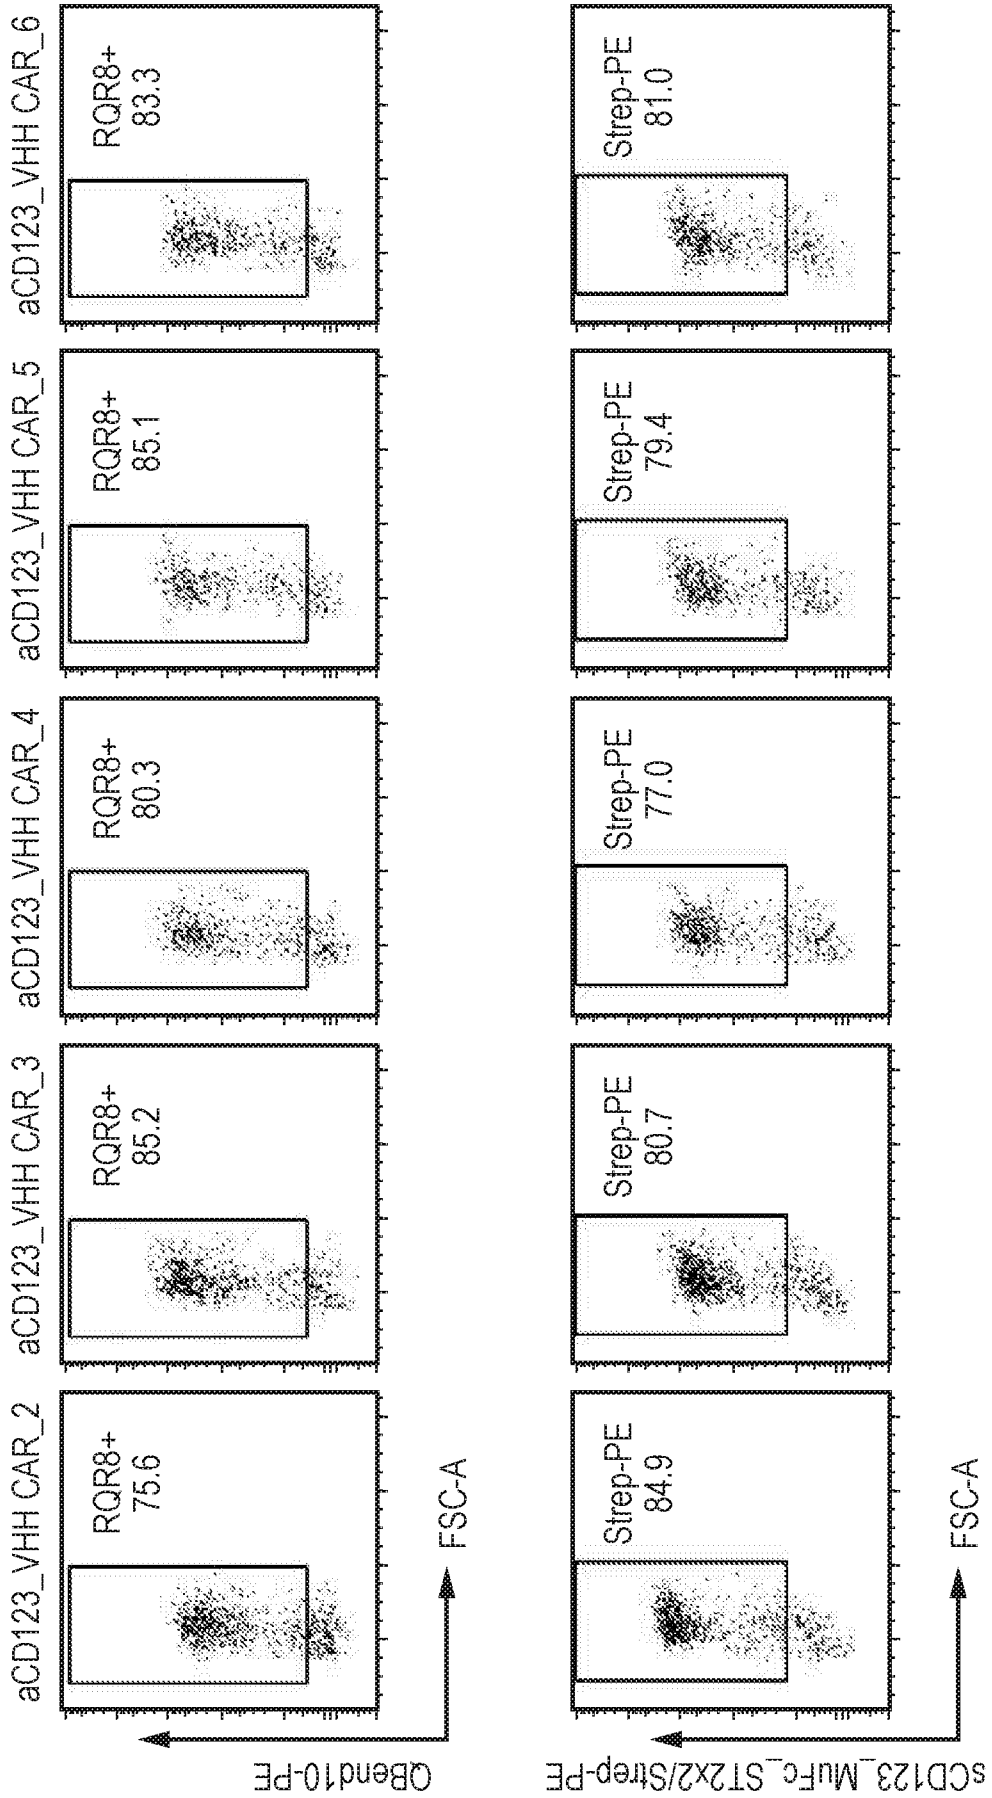 aCD123_VHH CAR_2
aCD123_VHH CAR_3
aCD123_VHH CAR_4
aCD123_VHH CAR_5
aCD123_VHH CAR_6
RQR8+
75.6
RQR8+
85.2
RQR8+
80.3
RQR8+
85.1
RQR8+
83.3
QBend10-PE
FSC-A
Strep-PE
84.9
Strep-PE
80.7
Strep-PE
77.0
Strep-PE
79.4
Strep-PE
81.0
sCD123_MuFc_ST2x2/Strep-PE
FSC-A